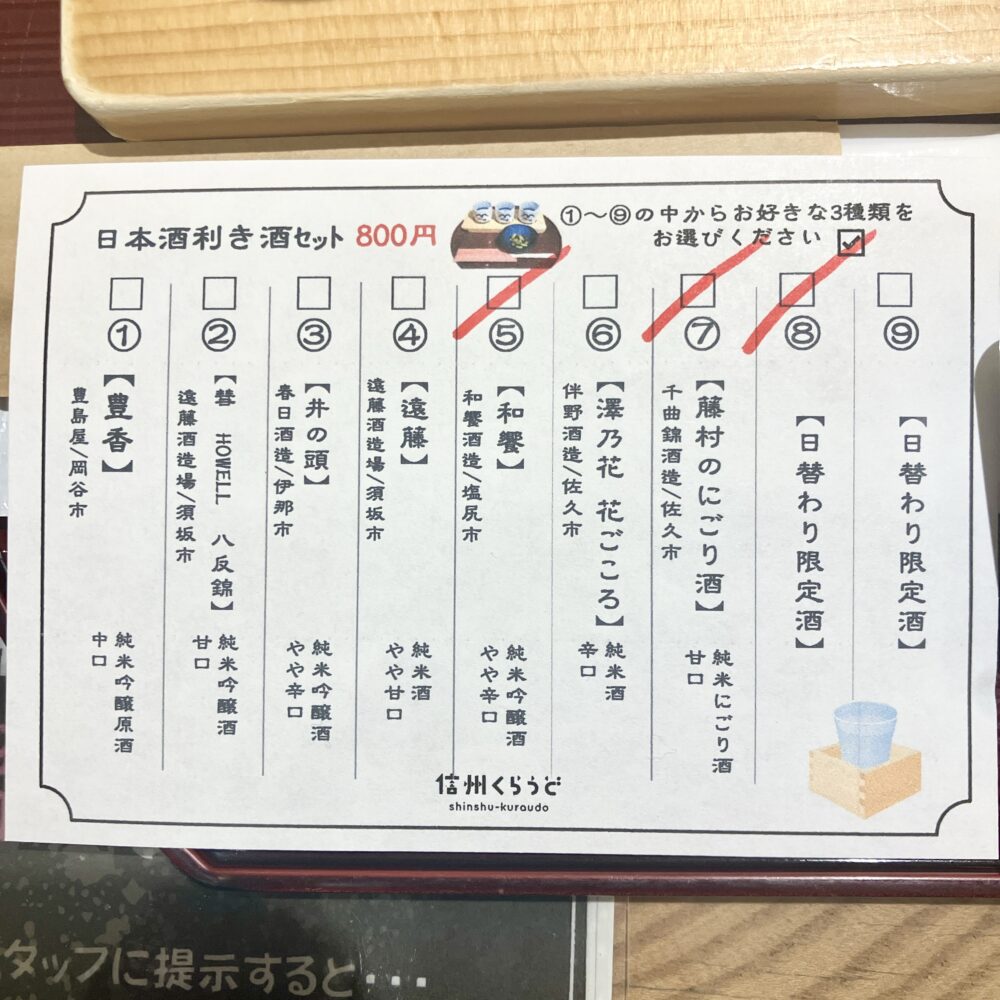 日本酒利き酒セット 800円
①～⑨の中からお好きな3種類を
お選びください
①
【豊香】
豊島屋/岡谷市
純米吟醸原酒
中口
②
【彗 HOWELL 八反錦】
遠藤酒造場/須坂市
純米吟醸酒
甘口
③
【井の頭】
春日酒造/伊那市
純米吟醸酒
やや辛口
④
【遠藤】
遠藤酒造場/須坂市
純米酒
やや甘口
⑤
【和饗】
和饗酒造/塩尻市
純米吟醸酒
やや辛口
⑥
【澤乃花 花ごころ】
伴野酒造/佐久市
純米酒
辛口
⑦
【藤村のにごり酒】
千曲錦酒造/佐久市
純米にごり酒
甘口
⑧
【日替わり限定酒】
⑨
【日替わり限定酒】
信州くらうど
shinshu-kuraudo
タッフに提示すると・・・